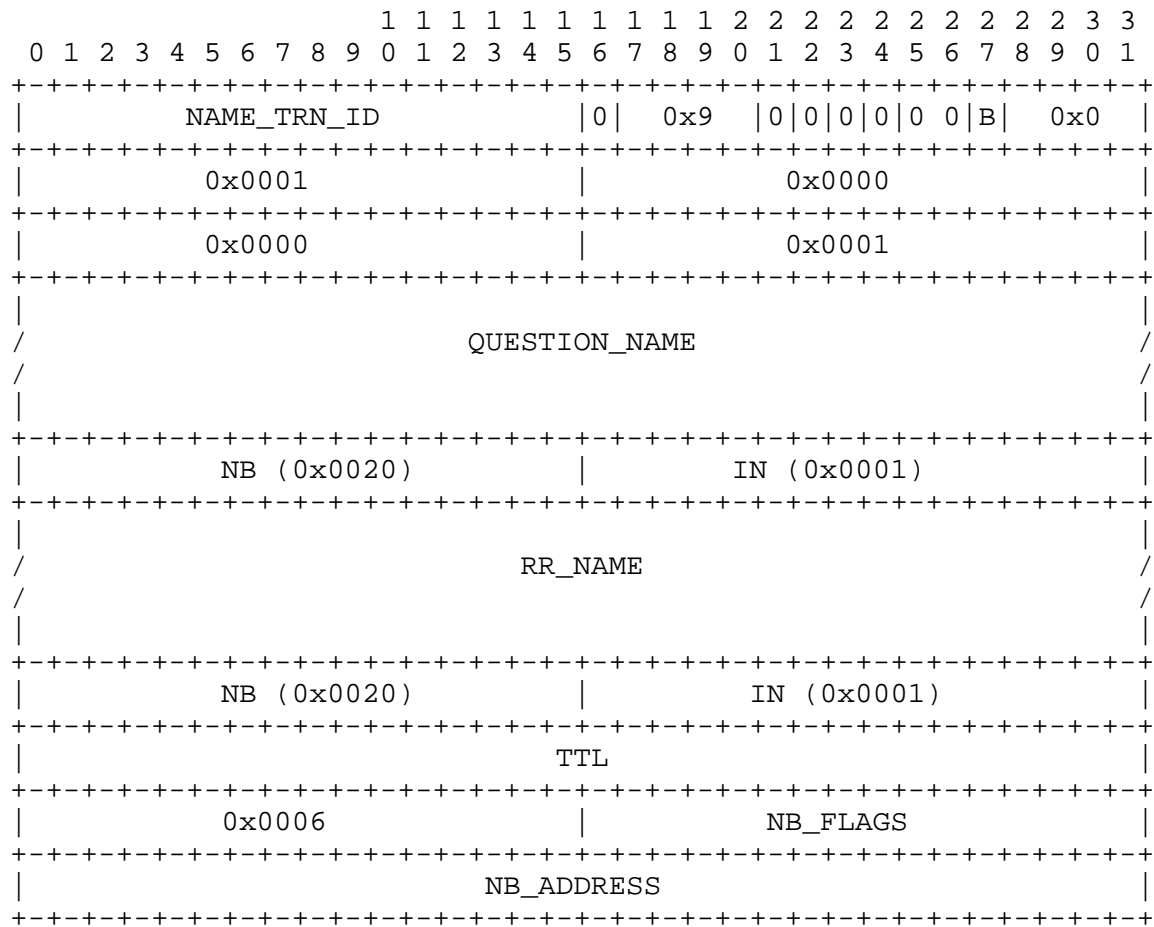 1 1 1 1 1 1 1 1 1 1 2 2 2 2 2 2 2 2 2 2 3 3
 0 1 2 3 4 5 6 7 8 9 0 1 2 3 4 5 6 7 8 9 0 1 2 3 4 5 6 7 8 9 0 1
+-+-+-+-+-+-+-+-+-+-+-+-+-+-+-+-+-+-+-+-+-+-+-+-+-+-+-+-+-+-+-+-+
|         NAME_TRN_ID           |0|  0x9  |0|0|0|0|0 0|B|  0x0  |
+-+-+-+-+-+-+-+-+-+-+-+-+-+-+-+-+-+-+-+-+-+-+-+-+-+-+-+-+-+-+-+-+
|          0x0001               |           0x0000              |
+-+-+-+-+-+-+-+-+-+-+-+-+-+-+-+-+-+-+-+-+-+-+-+-+-+-+-+-+-+-+-+-+
|          0x0000               |           0x0001              |
+-+-+-+-+-+-+-+-+-+-+-+-+-+-+-+-+-+-+-+-+-+-+-+-+-+-+-+-+-+-+-+-+
|                                                               |
/                         QUESTION_NAME                         /
/                                                               /
|                                                               |
+-+-+-+-+-+-+-+-+-+-+-+-+-+-+-+-+-+-+-+-+-+-+-+-+-+-+-+-+-+-+-+-+
|           NB (0x0020)         |        IN (0x0001)            |
+-+-+-+-+-+-+-+-+-+-+-+-+-+-+-+-+-+-+-+-+-+-+-+-+-+-+-+-+-+-+-+-+
|                                                               |
/                            RR_NAME                            /
/                                                               /
|                                                               |
+-+-+-+-+-+-+-+-+-+-+-+-+-+-+-+-+-+-+-+-+-+-+-+-+-+-+-+-+-+-+-+-+
|           NB (0x0020)         |         IN (0x0001)           |
+-+-+-+-+-+-+-+-+-+-+-+-+-+-+-+-+-+-+-+-+-+-+-+-+-+-+-+-+-+-+-+-+
|                              TTL                              |
+-+-+-+-+-+-+-+-+-+-+-+-+-+-+-+-+-+-+-+-+-+-+-+-+-+-+-+-+-+-+-+-+
|           0x0006              |          NB_FLAGS             |
+-+-+-+-+-+-+-+-+-+-+-+-+-+-+-+-+-+-+-+-+-+-+-+-+-+-+-+-+-+-+-+-+
|                          NB_ADDRESS                           |
+-+-+-+-+-+-+-+-+-+-+-+-+-+-+-+-+-+-+-+-+-+-+-+-+-+-+-+-+-+-+-+-+